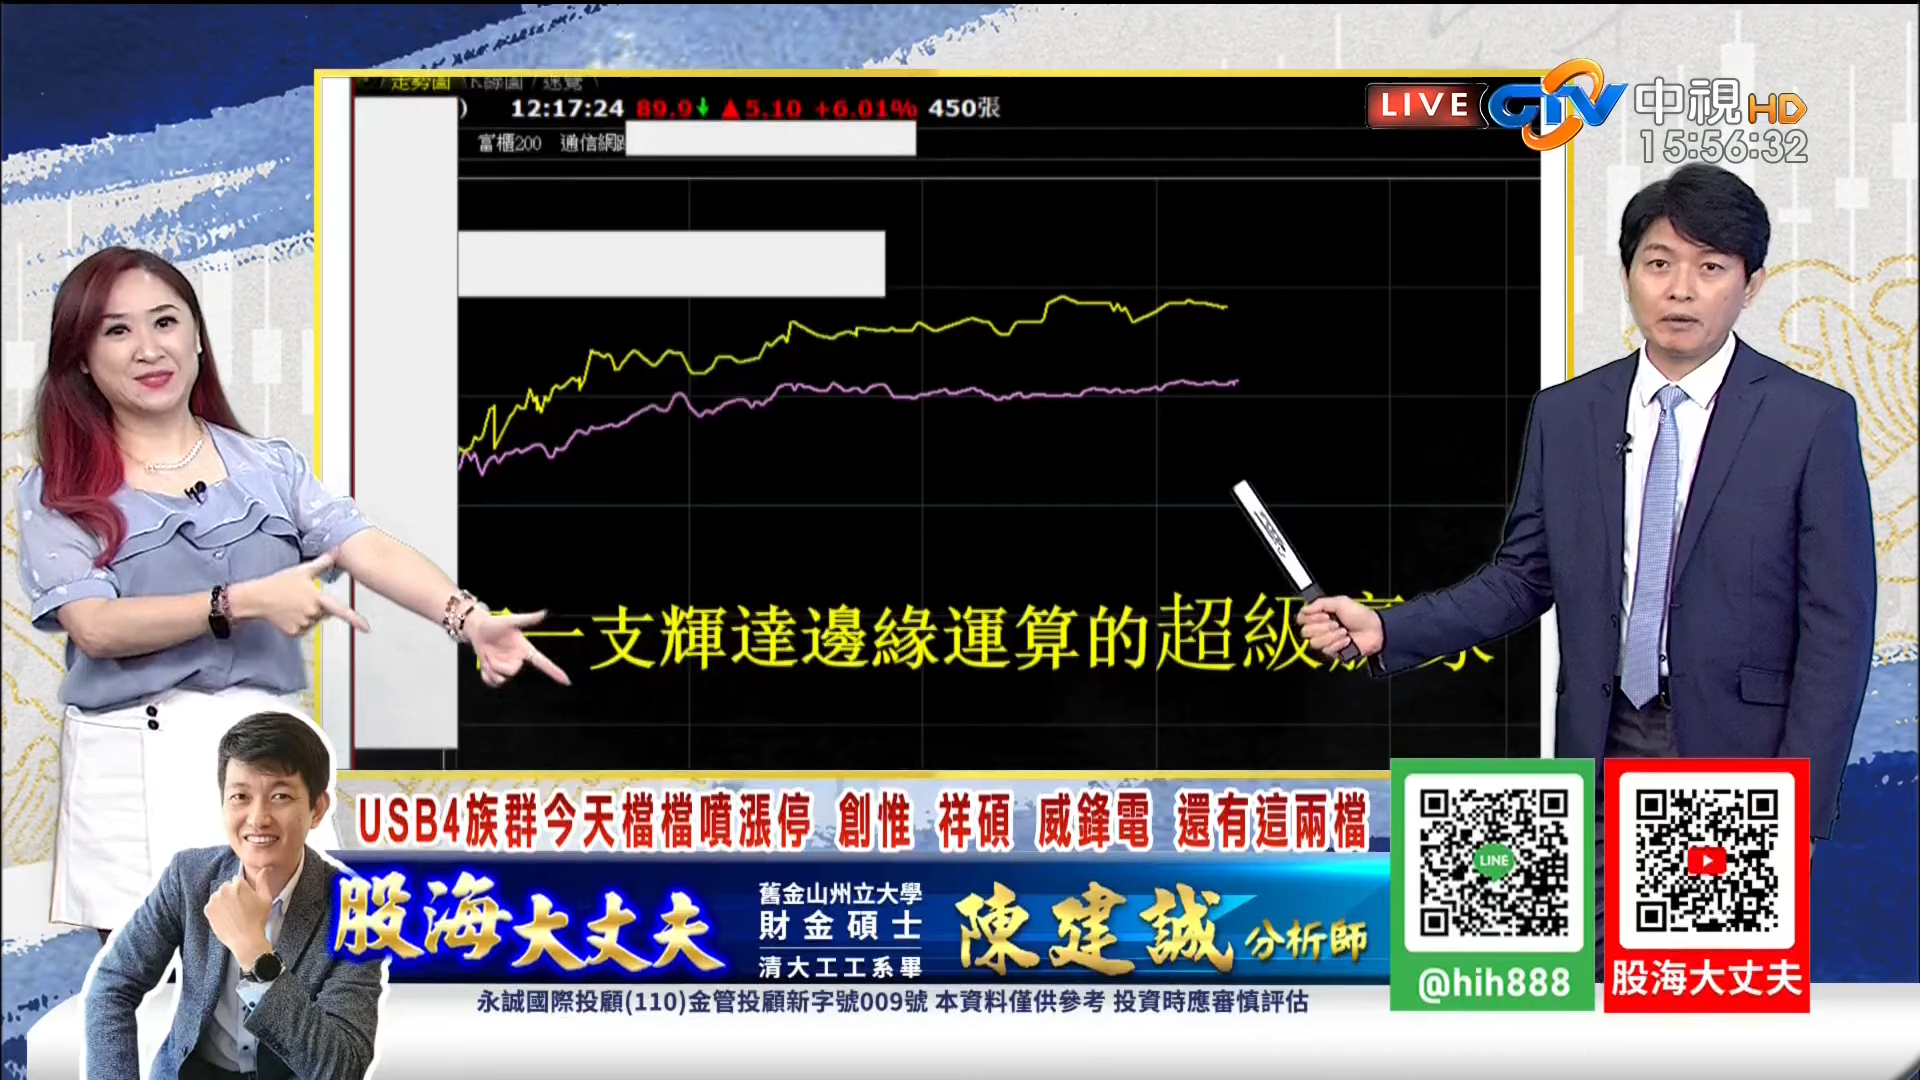 走勢圖 K線圖
12:17:24 89.9↓ ▲5.10 +6.01% 450張
富櫃200 通信網路
LIVE CTV 中視HD
15:56:32
一支輝達邊緣運算的超級
USB4族群今天檔檔噴漲停 創惟 祥碩 威鋒電 還有這兩檔
股海大丈夫
舊金山州立大學
財金碩士
清大工工系畢
陳建誠 分析師
LINE
@hih888
股海大丈夫
永誠國際投顧(110)金管投顧新字號009號 本資料僅供參考 投資時應審慎評估